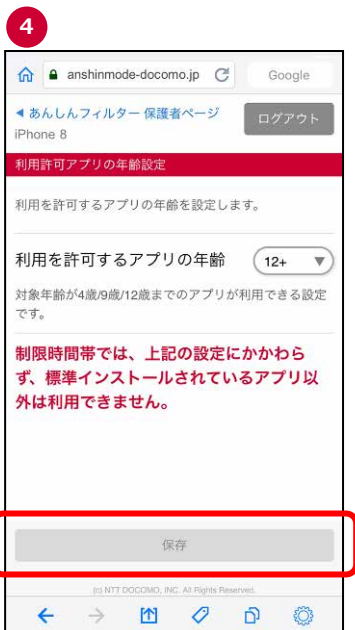 4
anshinmode-docomo.jp
Google
あんしんフィルター 保護者ページ
ログアウト
iPhone 8
利用許可アプリの年齢設定
利用を許可するアプリの年齢を設定します。
利用を許可するアプリの年齢
12+
対象年齢が4歳/9歳/12歳までのアプリが利用できる設定
です。
制限時間帯では、上記の設定にかかわら
ず、標準インストールされているアプリ以
外は利用できません。
保存
(c) NTT DOCOMO, INC. All Rights Reserved.